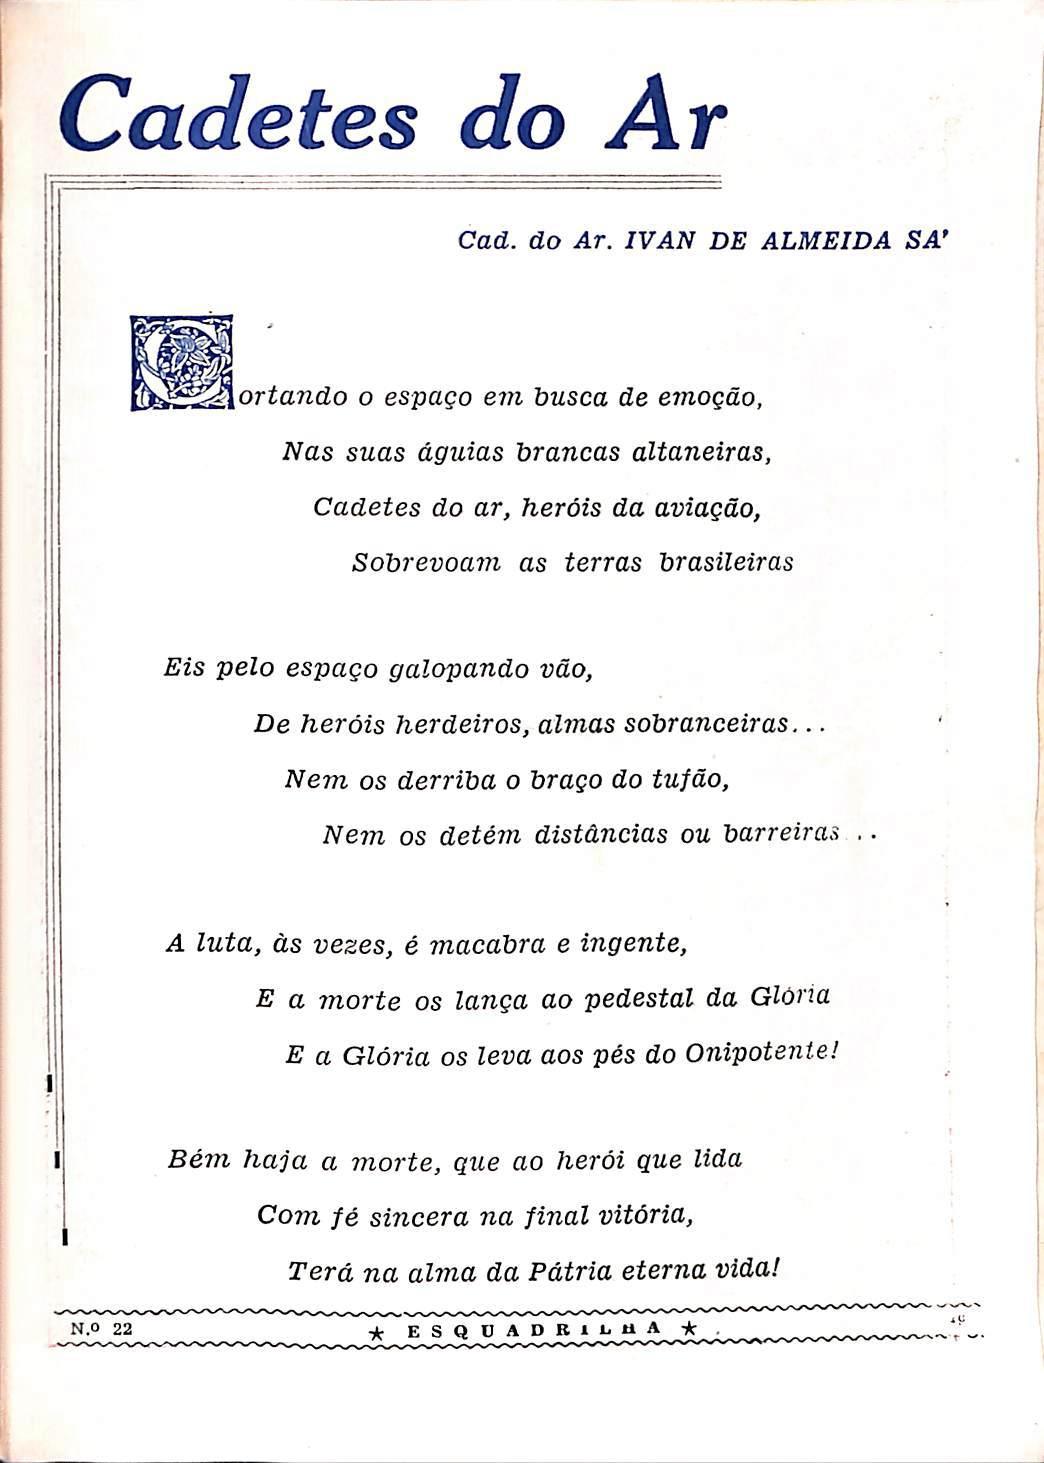 Cadetes do Ar
Cad. do Ar. IVAN DE ALMEIDA SA'
Cortando o espaço em busca de emoção,
Nas suas águias brancas altaneiras,
Cadetes do ar, heróis da aviação,
Sobrevoam as terras brasileiras
Eis pelo espaço galopando vão,
De heróis herdeiros, almas sobranceiras...
Nem os derriba o braço do tufão,
Nem os detém distâncias ou barreiras...
A luta, às vezes, é macabra e ingente,
E a morte os lança ao pedestal da Glória
E a Glória os leva aos pés do Onipotente!
Bém haja a morte, que ao herói que lida
Com fé sincera na final vitória,
Terá na alma da Pátria eterna vida!
N.º 22 ★ ESQUADRILHA ★